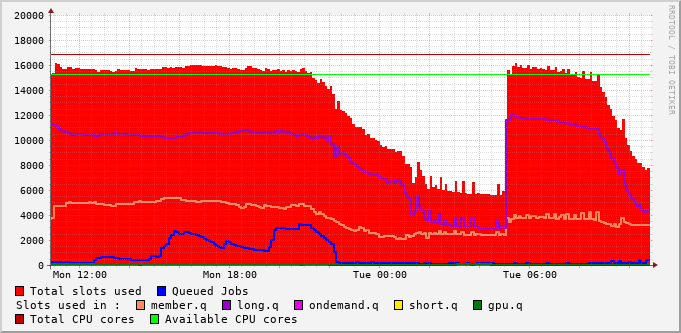 20000
18000
16000
14000
12000
10000
8000
6000
4000
2000
0
Mon 12:00 Mon 18:00 Tue 00:00 Tue 06:00
RRDTOOL / TOBI OETIKER
Total slots used Queued Jobs
Slots used in : member.q long.q ondemand.q short.q gpu.q
Total CPU cores Available CPU cores